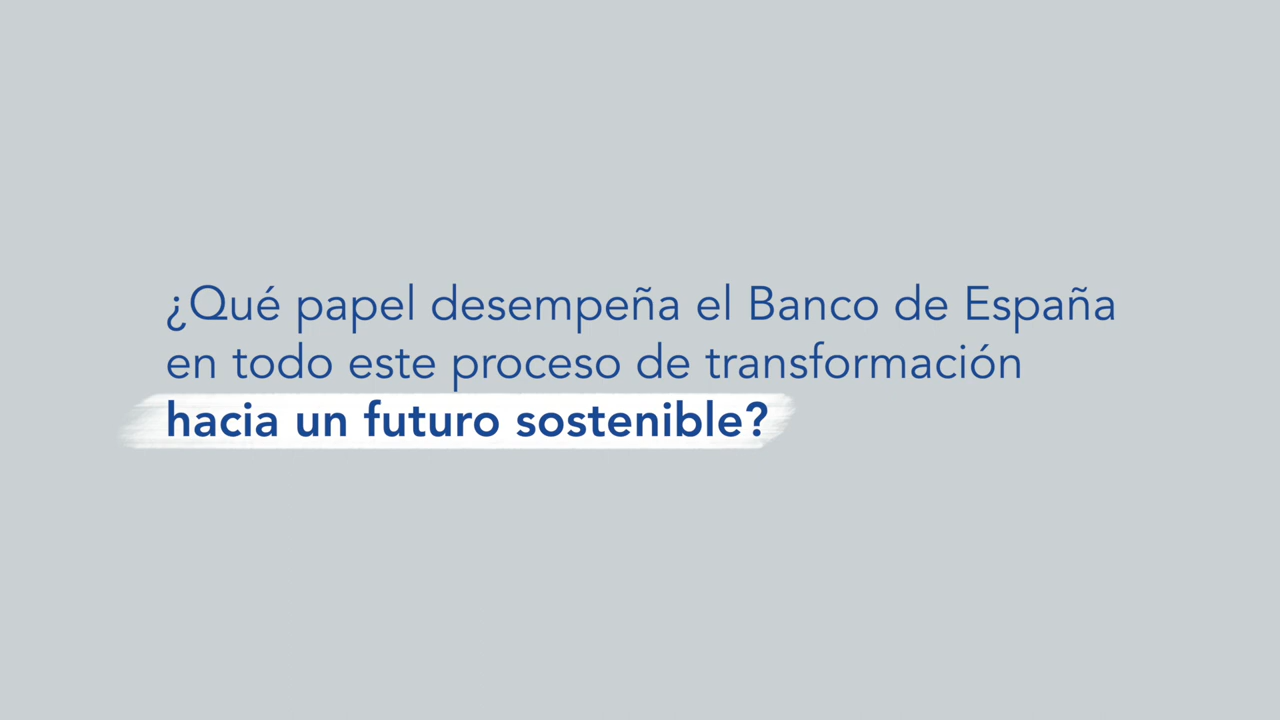 ¿Qué papel desempeña el Banco de España
en todo este proceso de transformación
hacia un futuro sostenible?